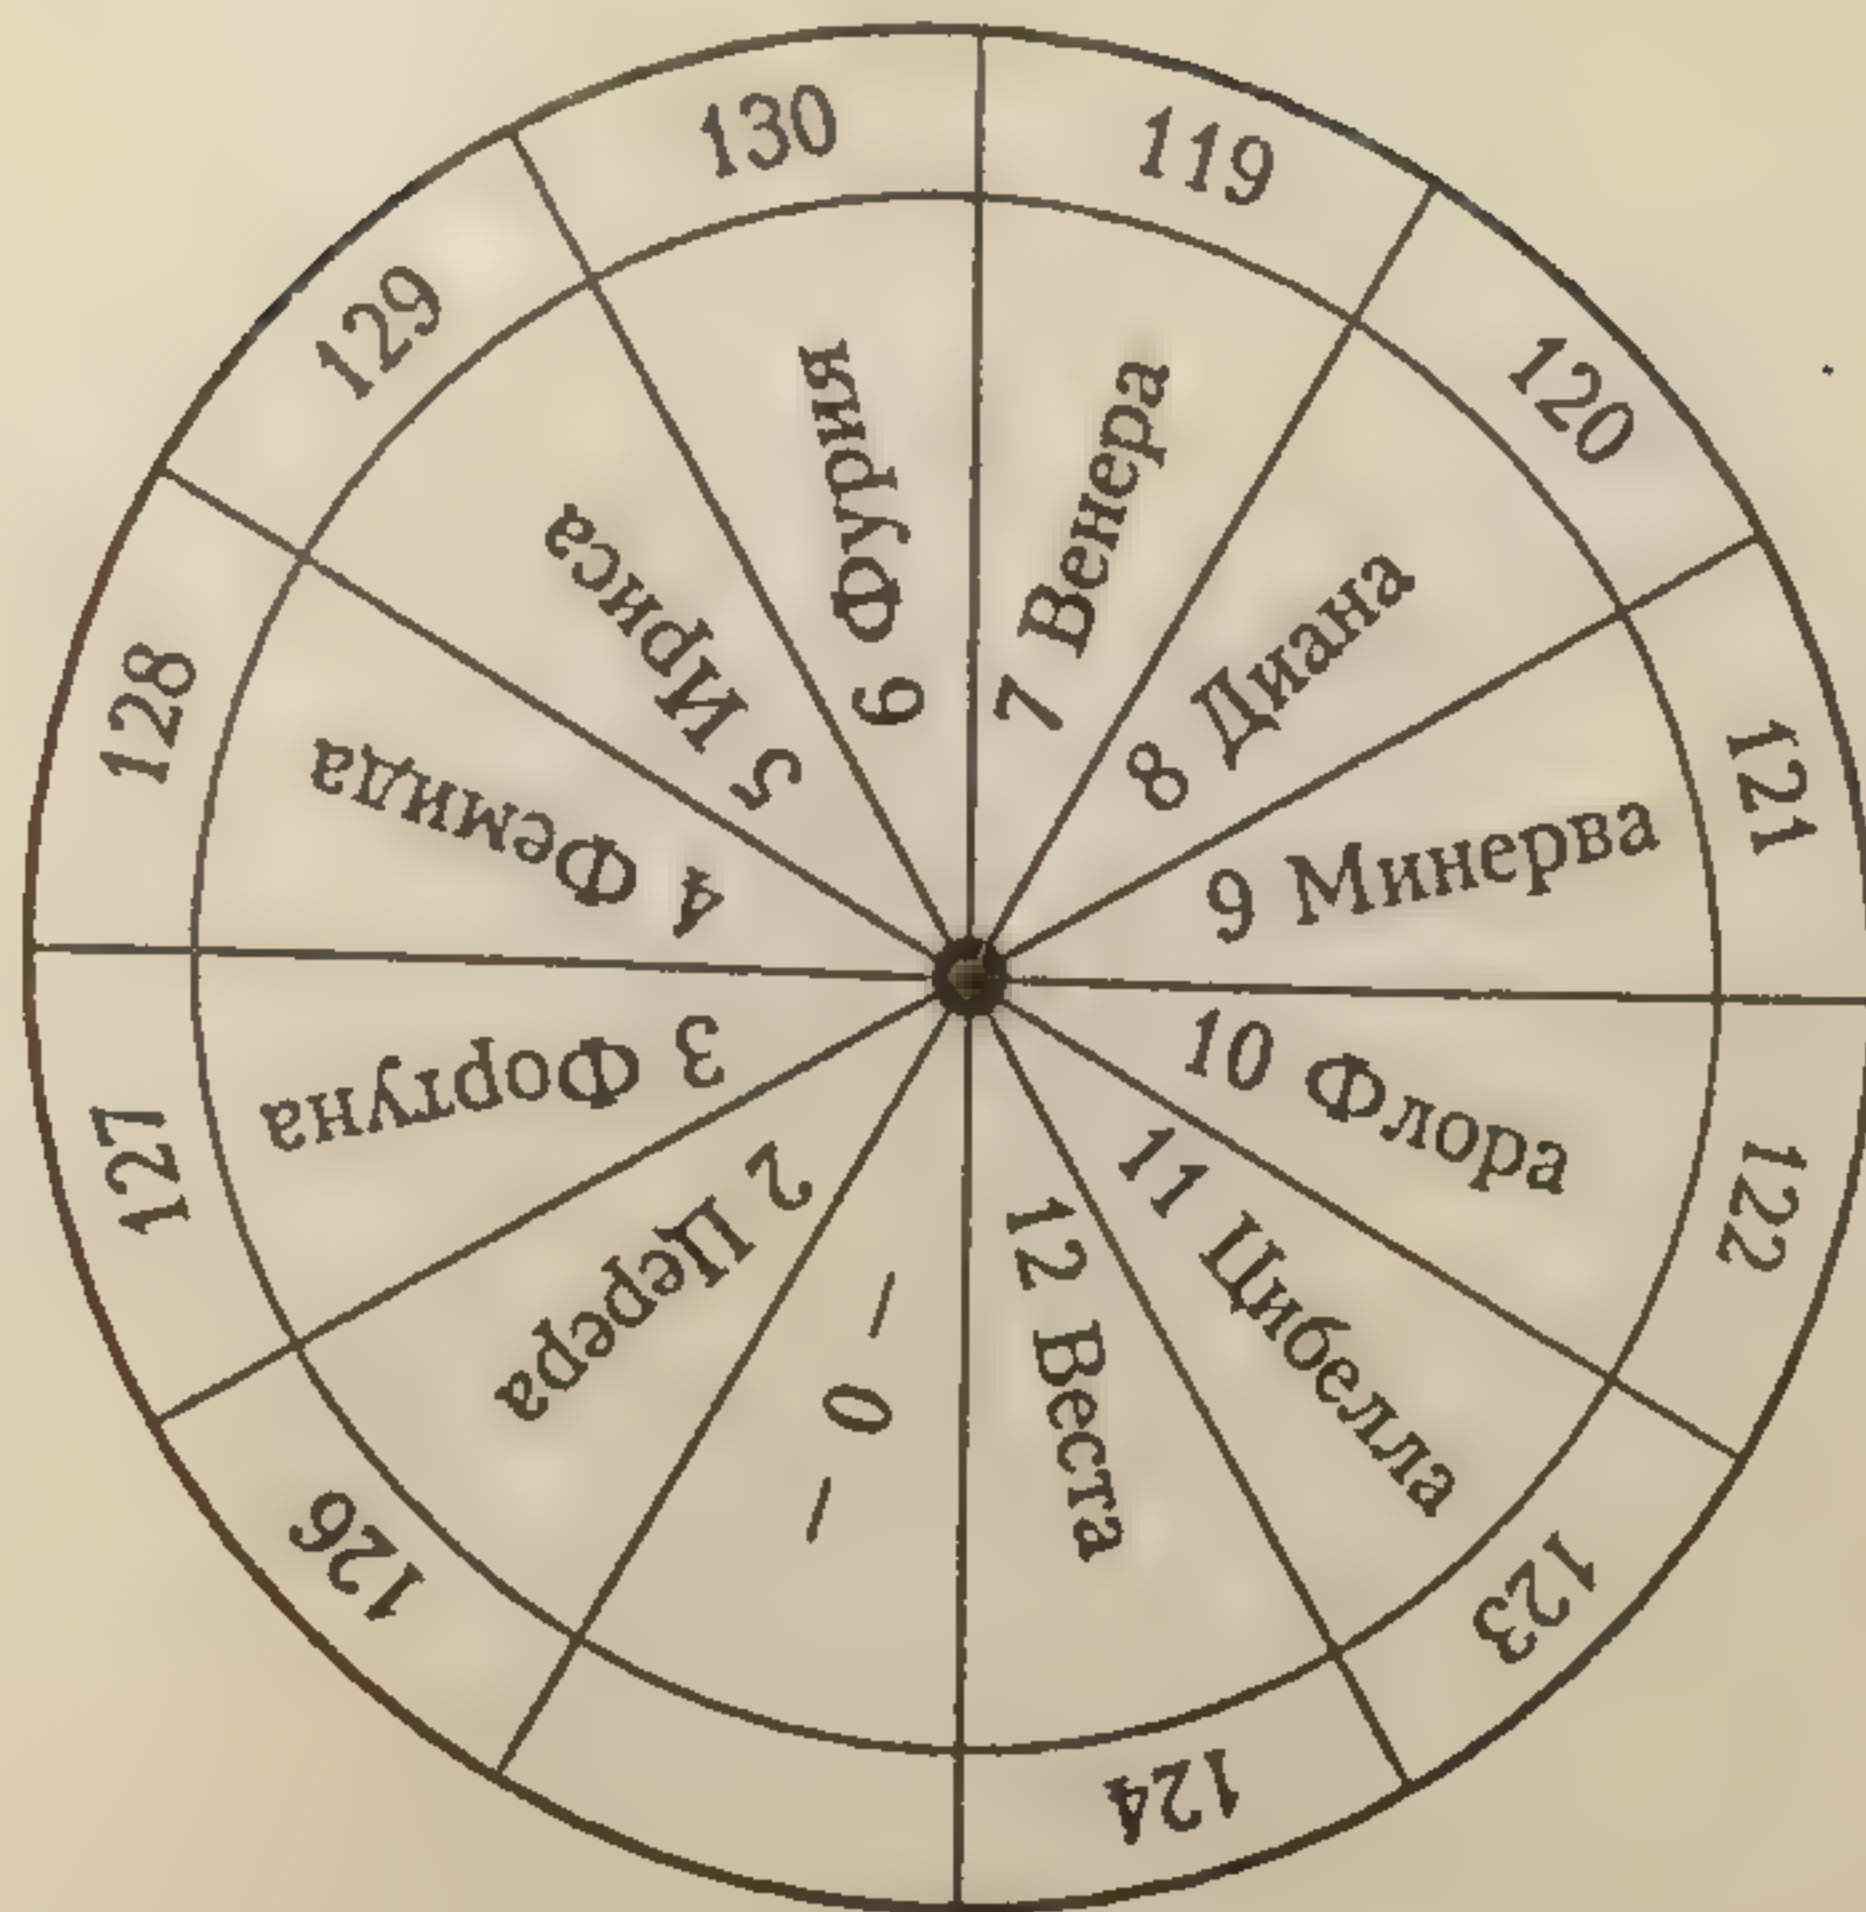 119
120
121
122
123
124
126
127
128
129
130
7 Венера
8 Диана
9 Минерва
10 Флора
11 Цибелла
12 Веста
— 0 —
2 Церера
3 Фортуна
4 Фемида
5 Ириса
6 Фурия